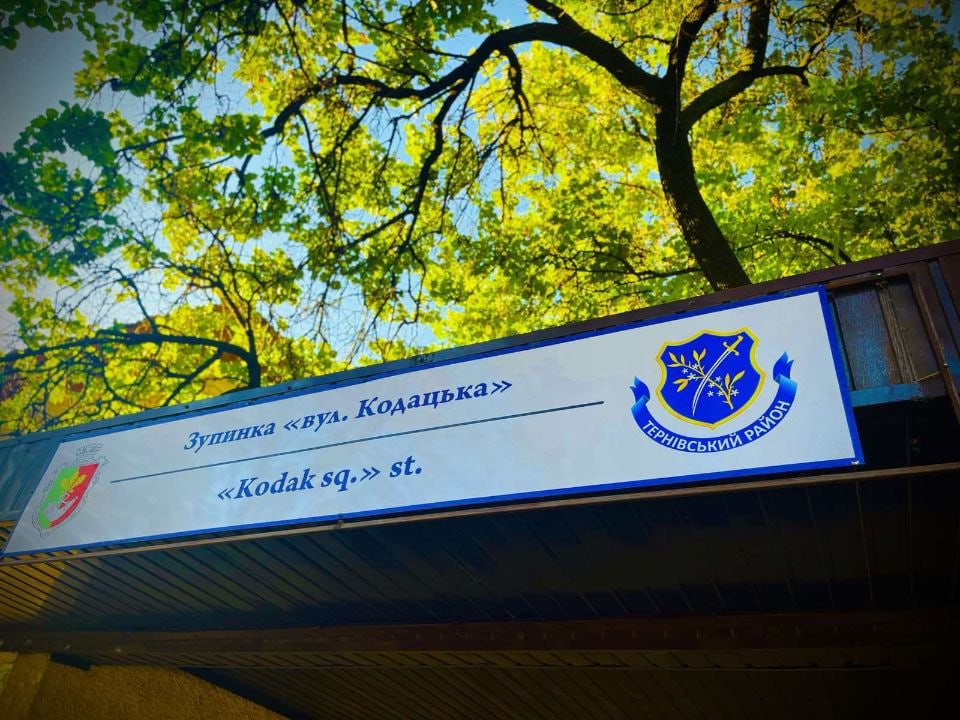 Зупинка «вул. Кодацька»
«Kodak sq.» st.
ТЕРНІВСЬКИЙ РАЙОН